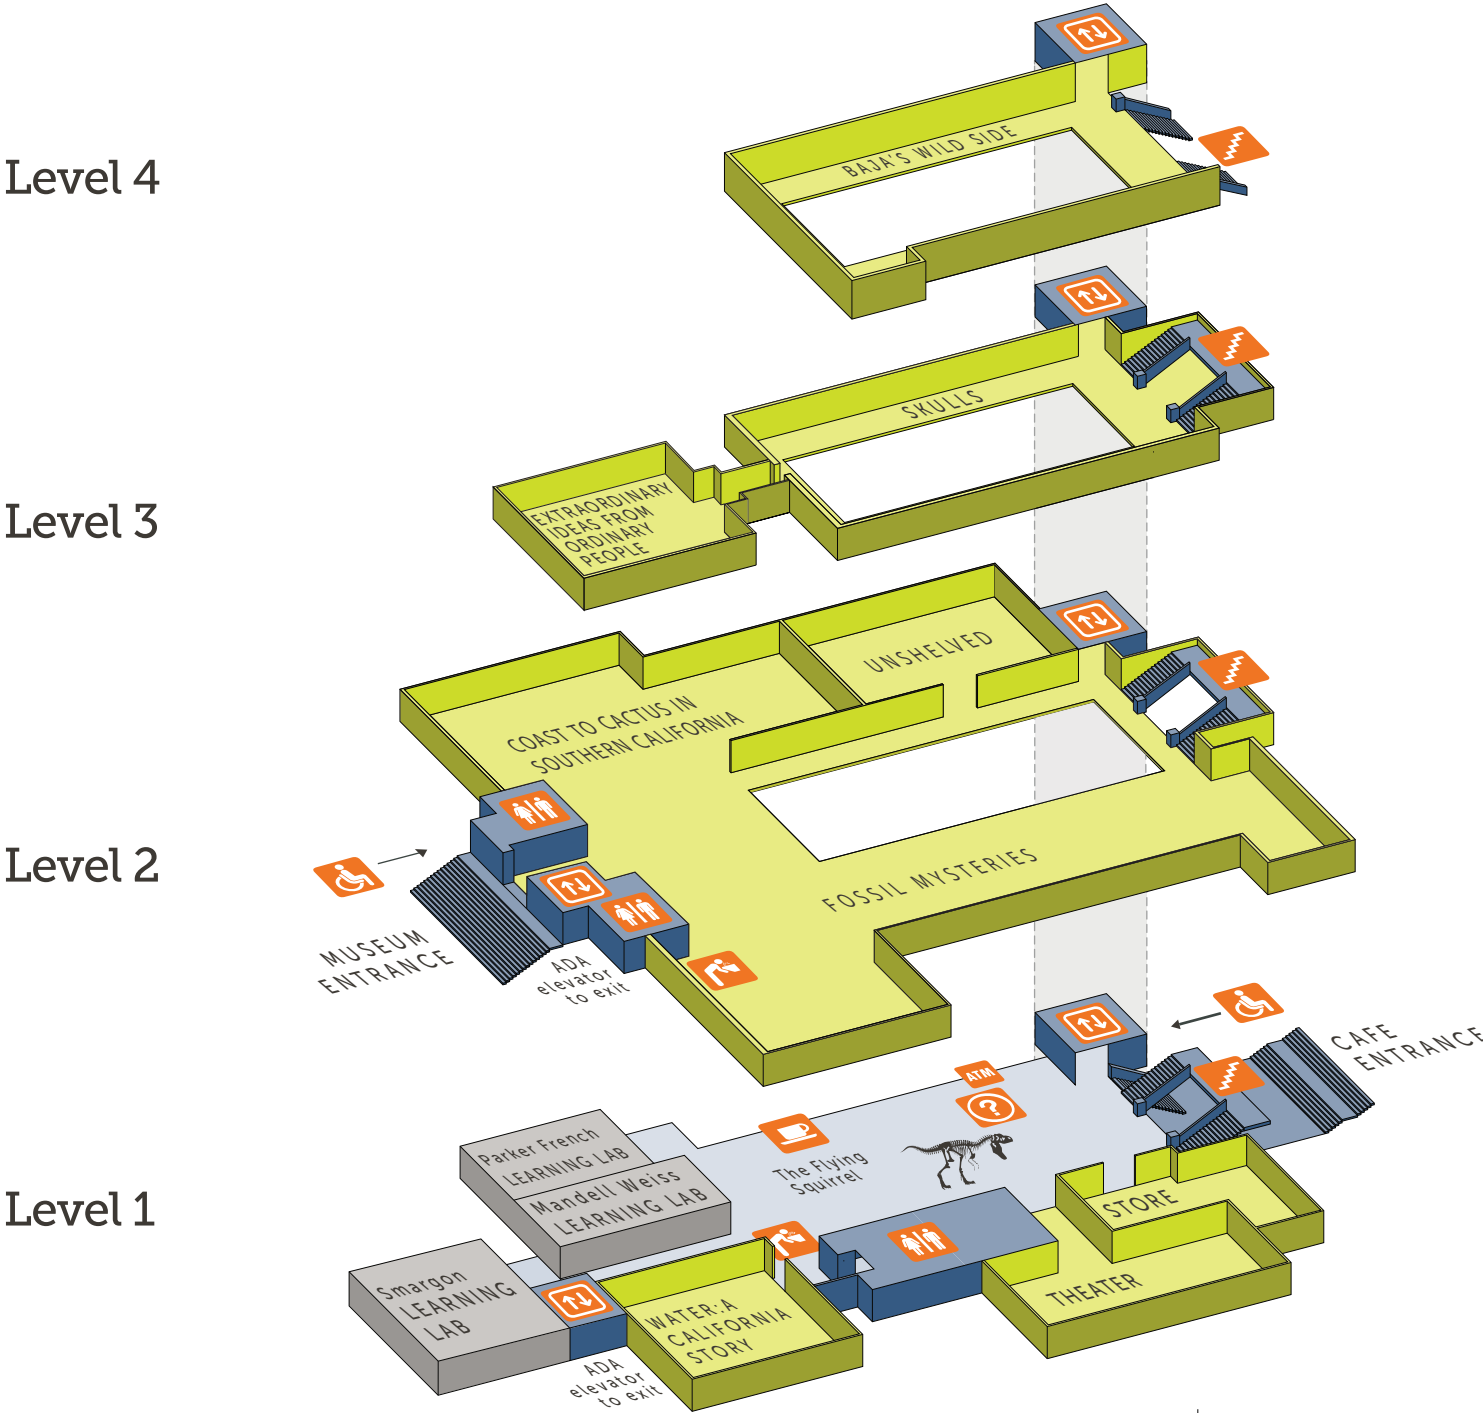 Level 4
BAJA'S WILD SIDE
Level 3
SKULLS
EXTRAORDINARY
IDEAS FROM
ORDINARY
PEOPLE
Level 2
UNSHELVED
COAST TO CACTUS IN
SOUTHERN CALIFORNIA
FOSSIL MYSTERIES
MUSEUM
ENTRANCE
ADA
elevator
to exit
Level 1
CAFE
ENTRANCE
ATM
?
The Flying
Squirrel
Parker French
LEARNING LAB
Mandell Weiss
LEARNING LAB
STORE
THEATER
Smargon
LEARNING
LAB
WATER: A
CALIFORNIA
STORY
ADA
elevator
to exit